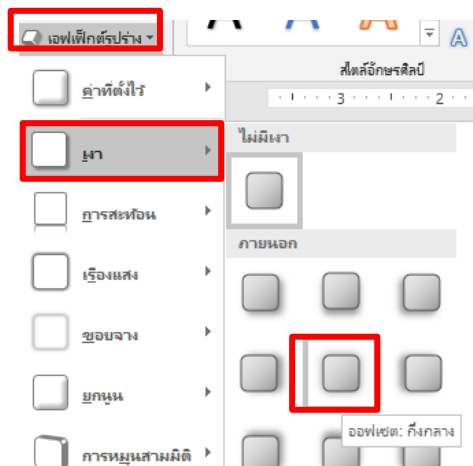 เอฟเฟ็กต์รูปร่าง
A A A A
สไตล์อักษรศิลป์
3 2
ค่าที่ตั้งไว้
เงา
ไม่มีเงา
การสะท้อน
ภายนอก
เรืองแสง
ขอบจาง
ยกนูน
ออฟเซต: กึ่งกลาง
การหมุนสามมิติ